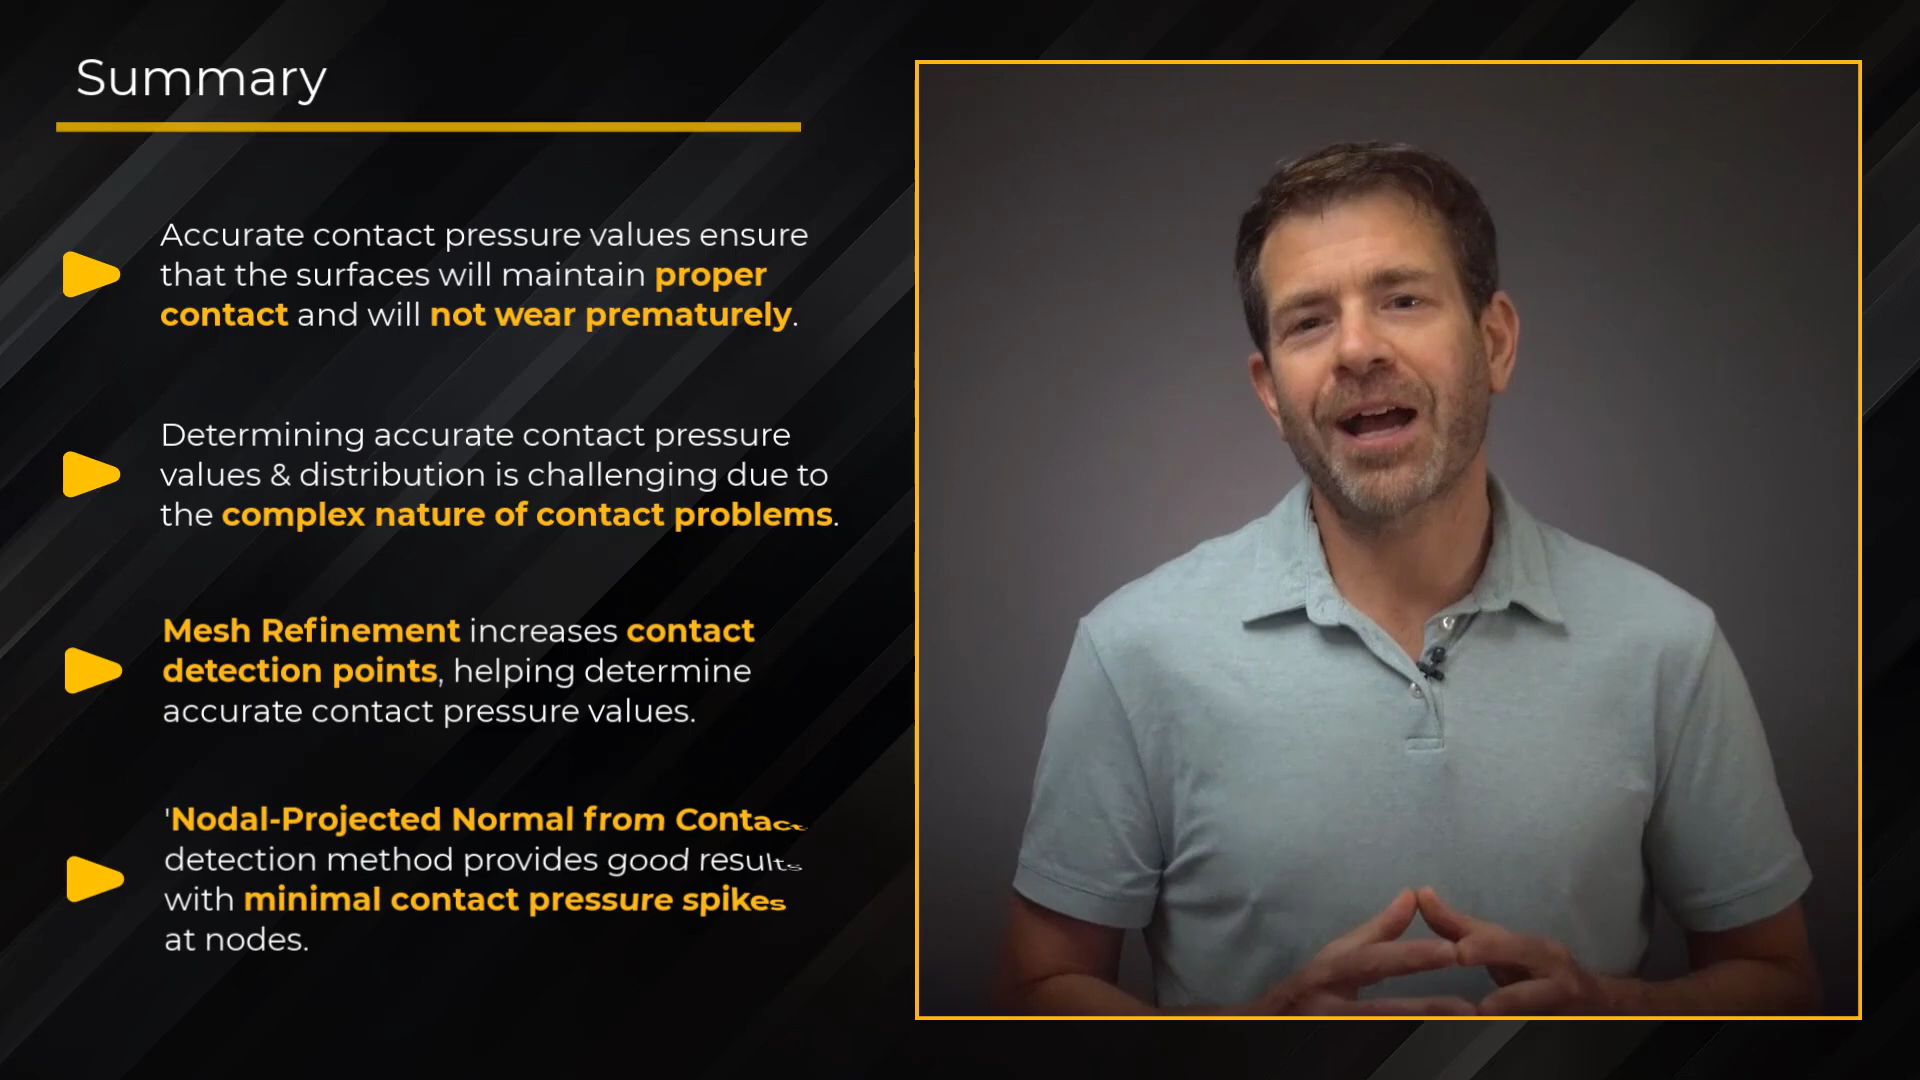 Summary
Accurate contact pressure values ensure
that the surfaces will maintain proper
contact and will not wear prematurely.
Determining accurate contact pressure
values & distribution is challenging due to
the complex nature of contact problems.
Mesh Refinement increases contact
detection points, helping determine
accurate contact pressure values.
'Nodal-Projected Normal from Contact
detection method provides good results
with minimal contact pressure spikes
at nodes.